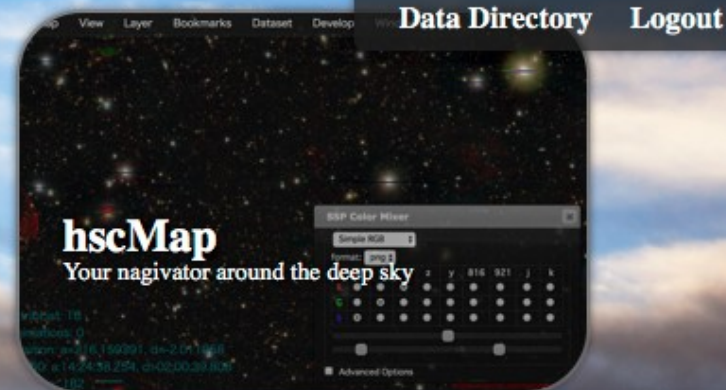 Data Directory Logout
View Layer Bookmarks Dataset Develop
hscMap
Your nagivator around the deep sky
SSP Color Mixer
Simple RGB
format: png
z y 816 921 j k
Advanced Options